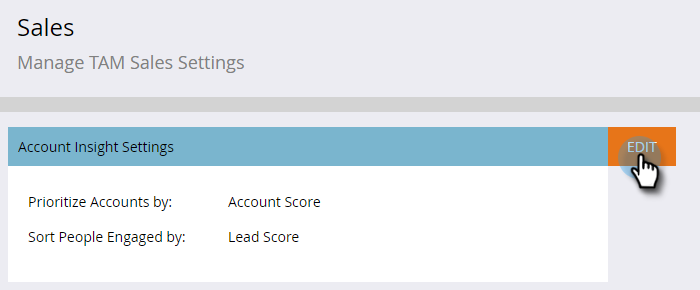 Sales
Manage TAM Sales Settings
Account Insight Settings EDIT
Prioritize Accounts by: Account Score
Sort People Engaged by: Lead Score